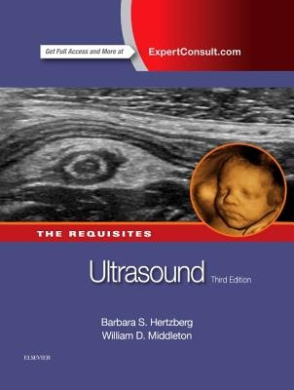 Get Full Access and More at
ExpertConsult.com
THE REQUISITES
Ultrasound Third Edition
Barbara S. Hertzberg
William D. Middleton
ELSEVIER